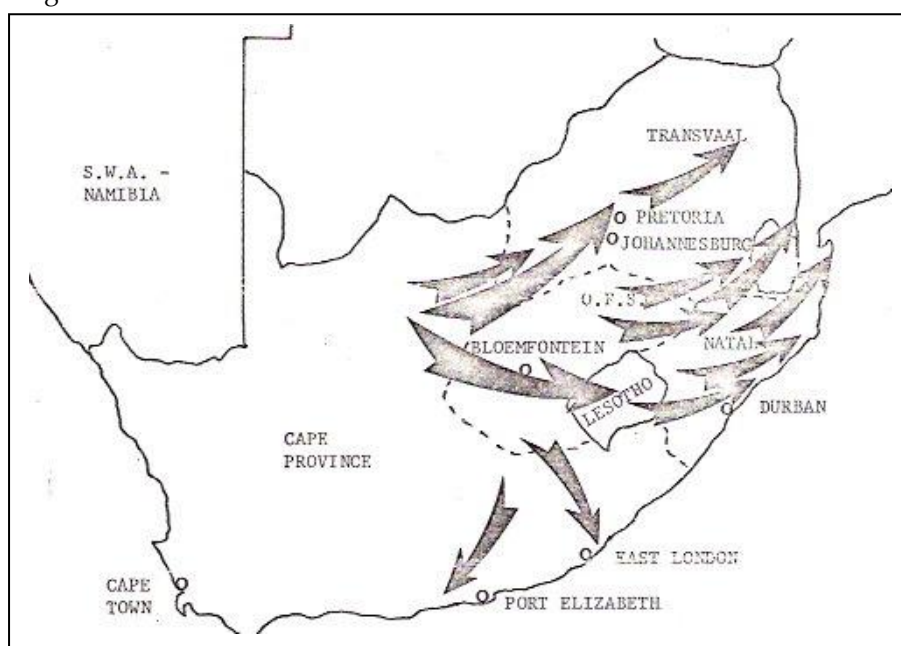 TRANSVAAL
S.W.A. -
NAMIBIA
PRETORIA
JOHANNESBURG
O.F.S.
BLOEMFONTEIN
NATAL
LESOTHO
DURBAN
CAPE
PROVINCE
EAST LONDON
CAPE
TOWN
PORT ELIZABETH